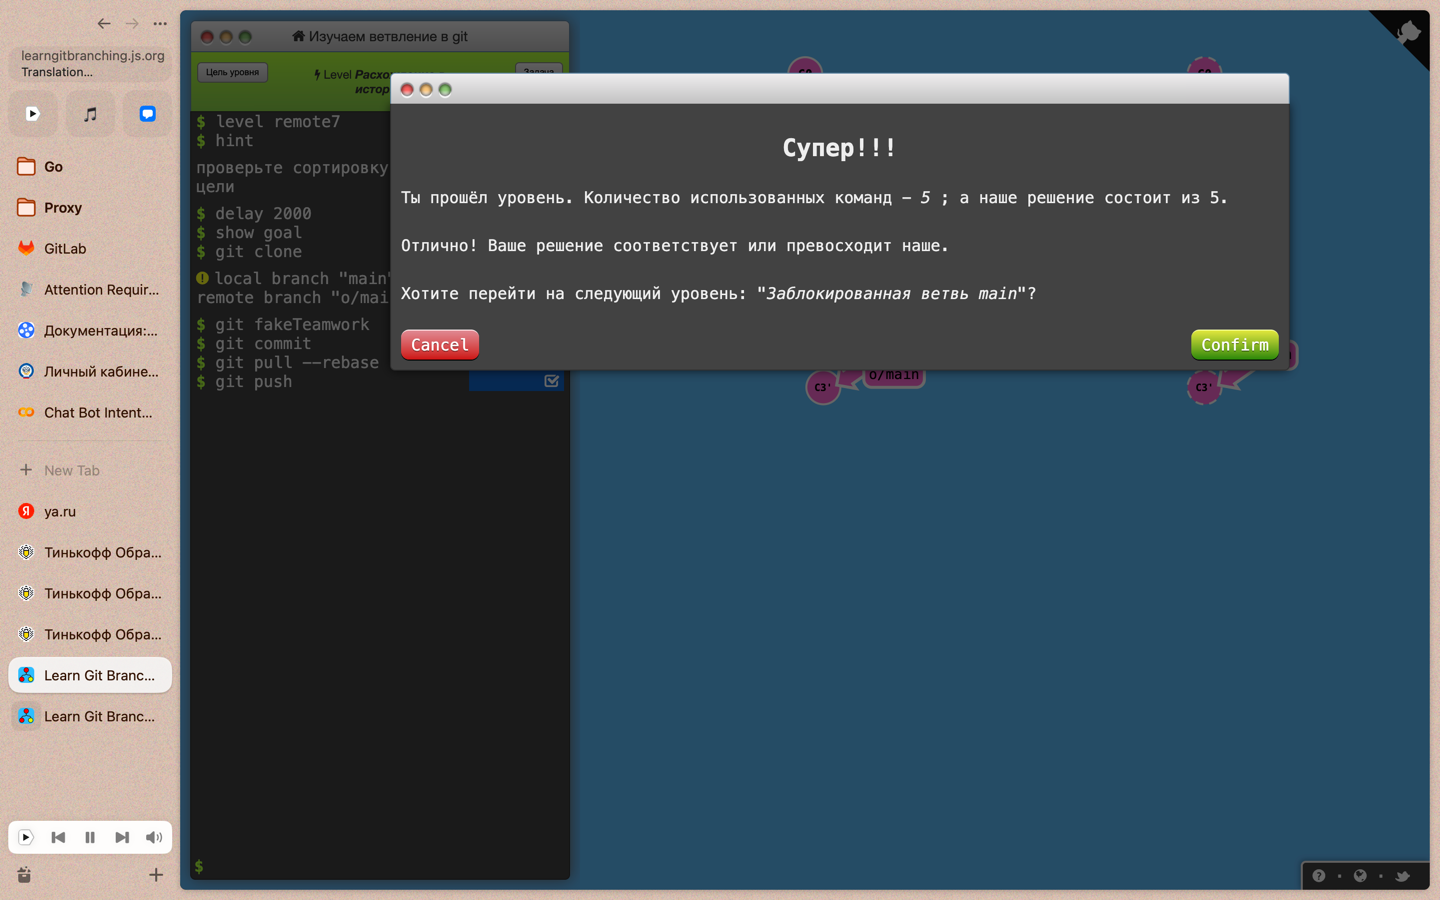 learngitbranching.js.org
Translation...
Go
Proxy
GitLab
Attention Requir...
Документация:...
Личный кабине...
Chat Bot Intent...
New Tab
ya.ru
Тинькофф Обра...
Тинькофф Обра...
Тинькофф Обра...
Learn Git Branc...
Learn Git Branc...
Изучаем ветвление в git
Цель уровня
Level Расхо
истор
Задача
$ level remote7
$ hint
проверьте сортировку
цели
$ delay 2000
$ show goal
$ git clone
local branch "main"
remote branch "o/mai
$ git fakeTeamwork
$ git commit
$ git pull --rebase
$ git push
$
Супер!!!
Ты прошёл уровень. Количество использованных команд – 5 ; а наше решение состоит из 5.
Отлично! Ваше решение соответствует или превосходит наше.
Хотите перейти на следующий уровень: "Заблокированная ветвь main"?
Cancel
Confirm
C3'
o/main
C3'